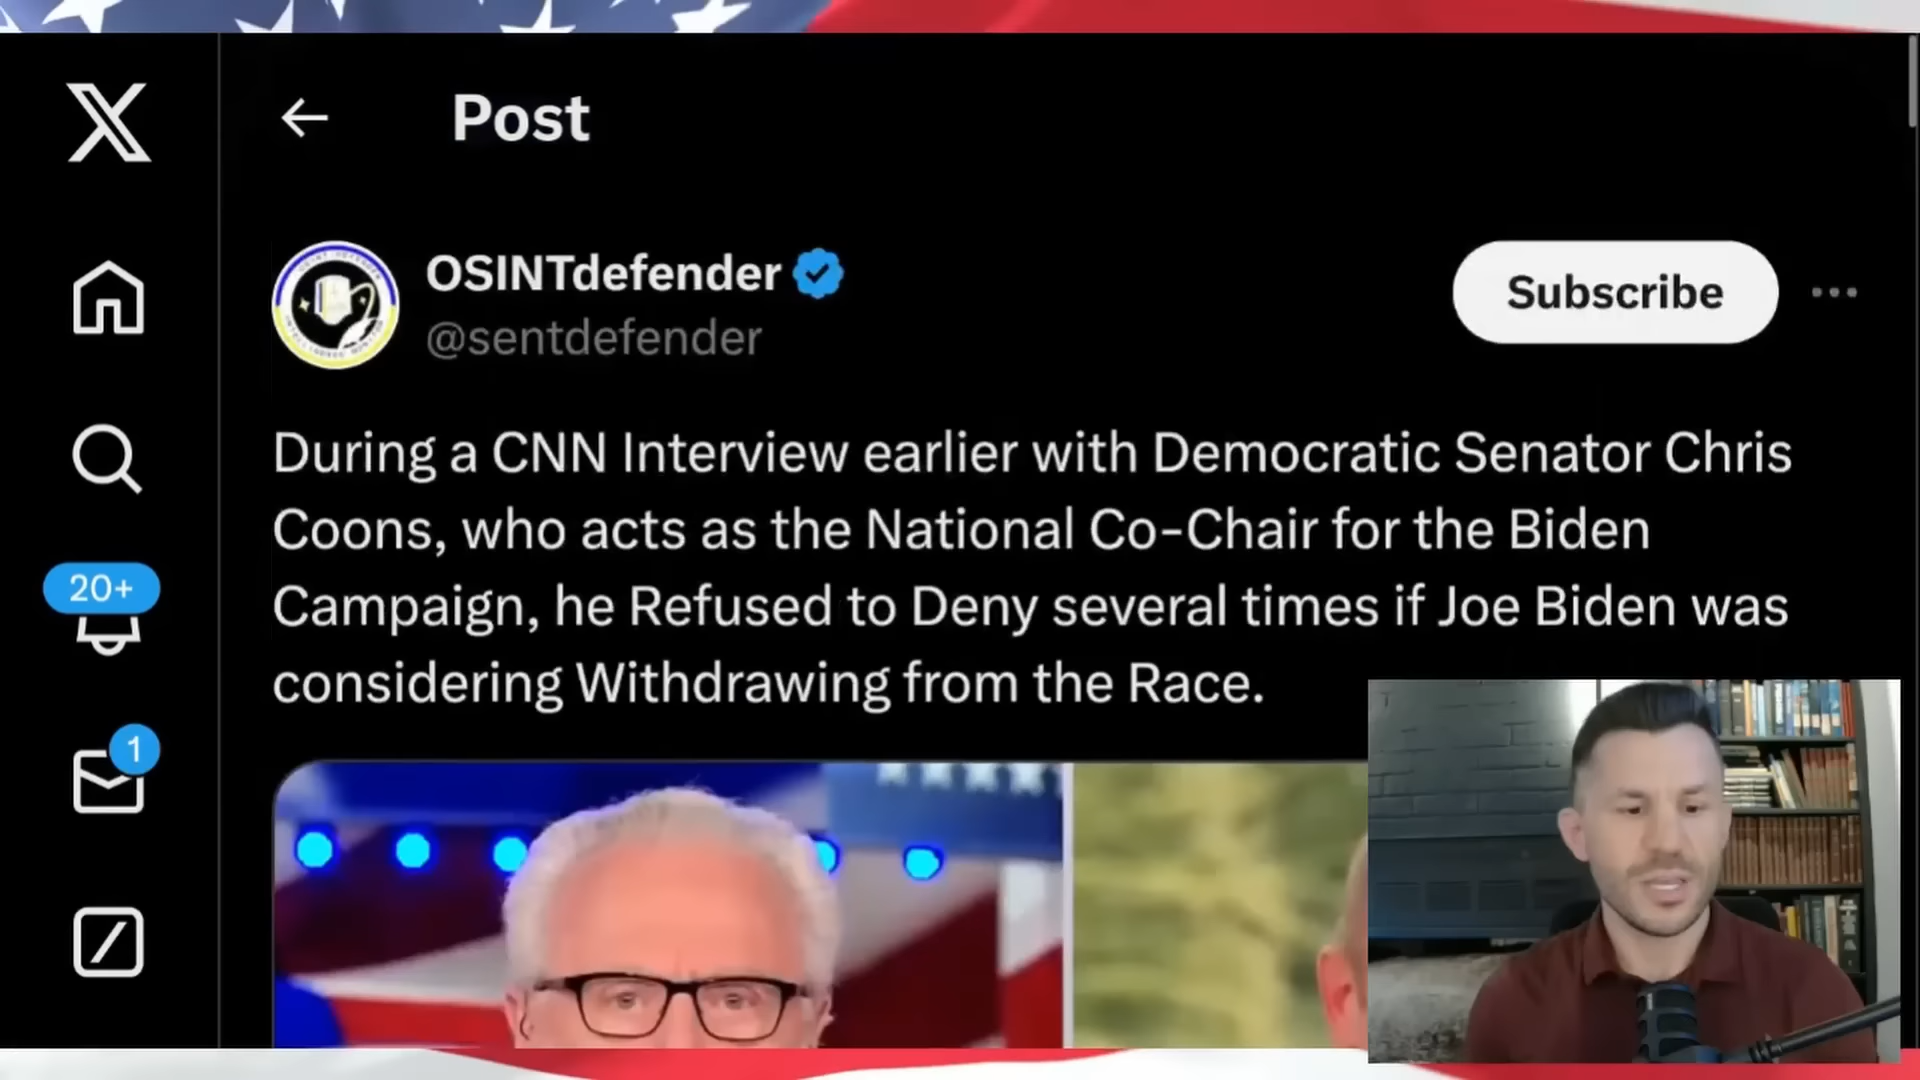 Post
OSINTdefender
@sentdefender
Subscribe
During a CNN Interview earlier with Democratic Senator Chris
Coons, who acts as the National Co-Chair for the Biden
Campaign, he Refused to Deny several times if Joe Biden was
considering Withdrawing from the Race.
20+
1